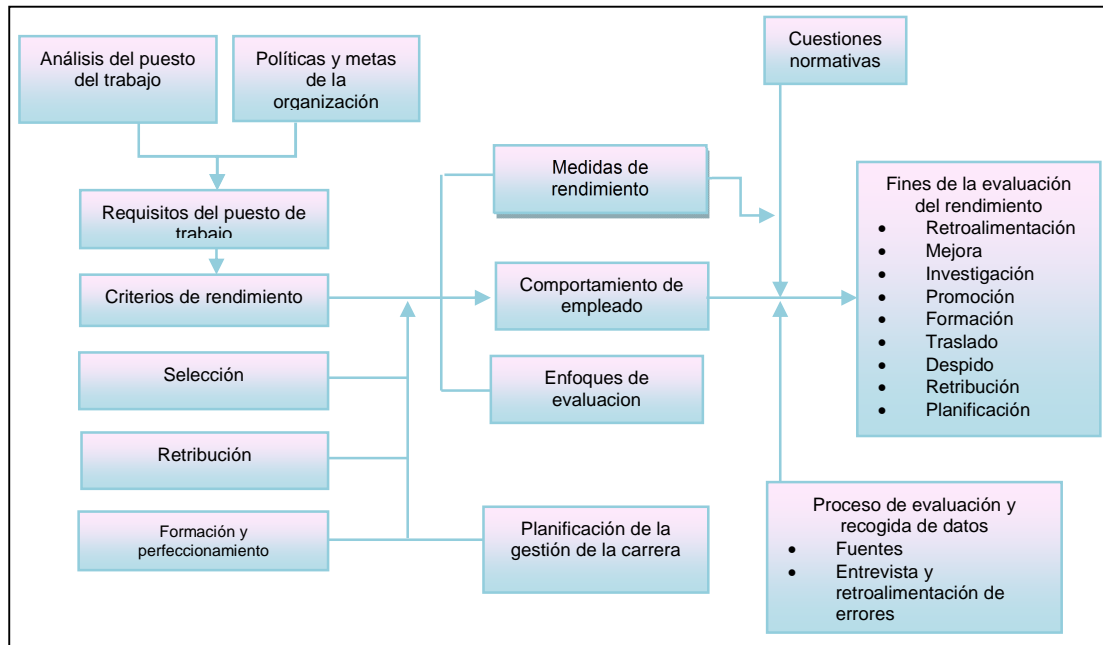 Análisis del puesto
del trabajo
Políticas y metas
de la
organización
Cuestiones
normativas
Requisitos del puesto de
trabajo
Criterios de rendimiento
Selección
Retribución
Formación y
perfeccionamiento
Medidas de
rendimiento
Comportamiento de
empleado
Enfoques de
evaluacion
Planificación de la
gestión de la carrera
Fines de la evaluación
del rendimiento
• Retroalimentación
• Mejora
• Investigación
• Promoción
• Formación
• Traslado
• Despido
• Retribución
• Planificación
Proceso de evaluación y
recogida de datos
• Fuentes
• Entrevista y
retroalimentación de
errores